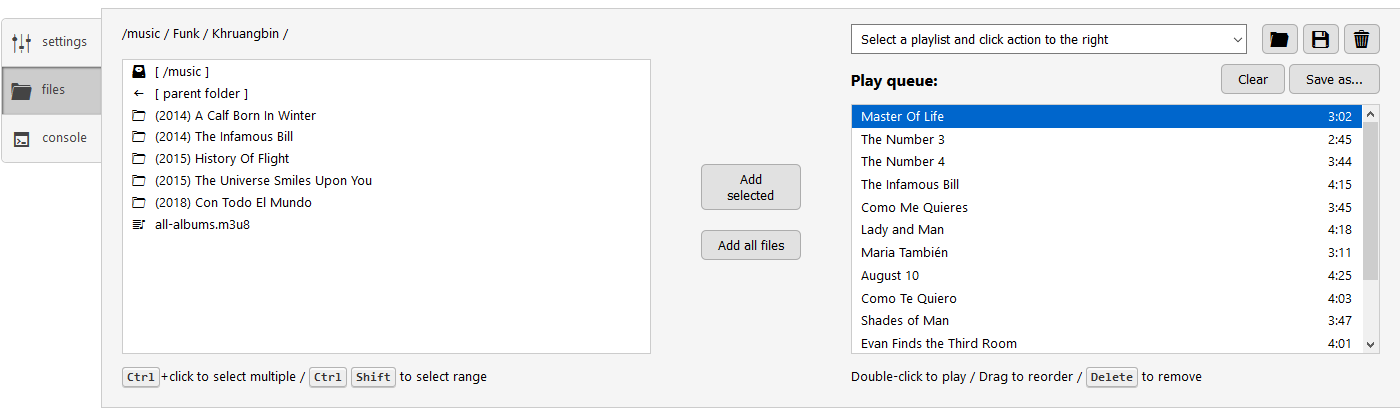 settings
files
console
/music / Funk / Khruangbin /
[ /music ]
[ parent folder ]
(2014) A Calf Born In Winter
(2014) The Infamous Bill
(2015) History Of Flight
(2015) The Universe Smiles Upon You
(2018) Con Todo El Mundo
all-albums.m3u8
Ctrl+click to select multiple / Ctrl Shift to select range
Add
selected
Add all files
Select a playlist and click action to the right
Play queue:
Clear
Save as...
Master Of Life 3:02
The Number 3 2:45
The Number 4 3:44
The Infamous Bill 4:15
Como Me Quieres 3:45
Lady and Man 4:18
Maria También 3:11
August 10 4:25
Como Te Quiero 4:03
Shades of Man 3:47
Evan Finds the Third Room 4:01
Double-click to play / Drag to reorder / Delete to remove